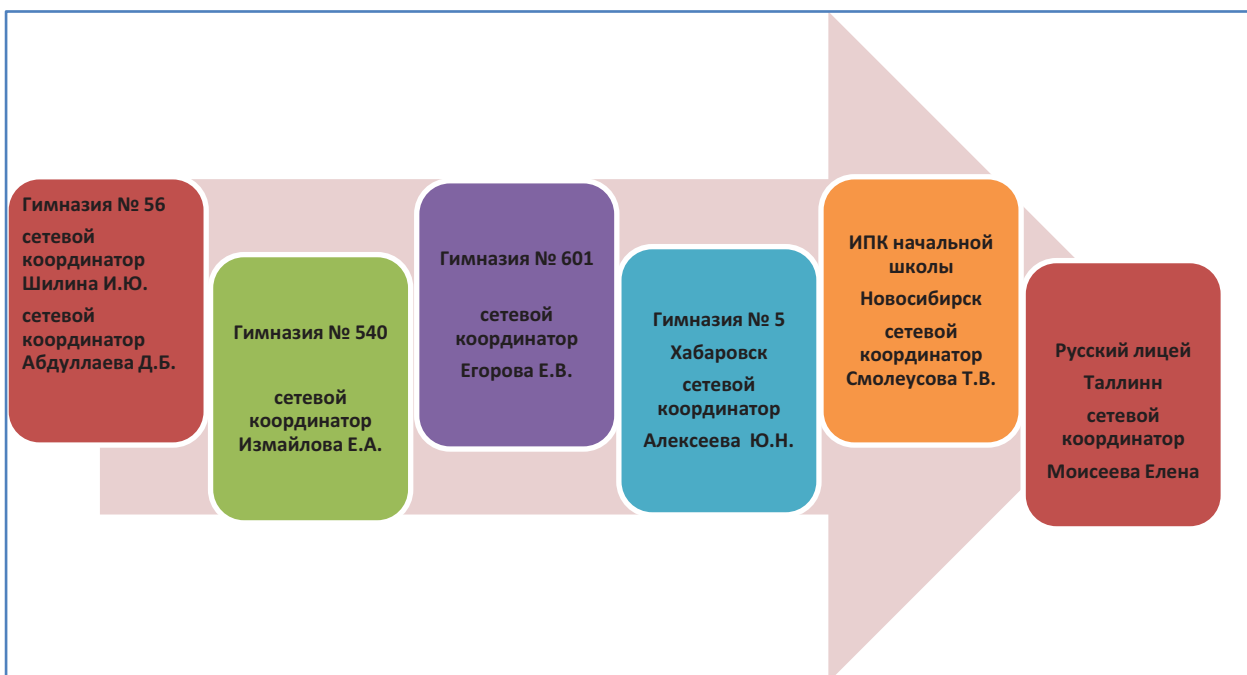 Гимназия № 56
сетевой
координатор
Шилина И.Ю.
сетевой
координатор
Абдуллаева Д.Б.
Гимназия № 540
сетевой
координатор
Измайлова Е.А.
Гимназия № 601
сетевой
координатор
Егорова Е.В.
Гимназия № 5
Хабаровск
сетевой
координатор
Алексеева Ю.Н.
ИПК начальной
школы
Новосибирск
сетевой
координатор
Смолеусова Т.В.
Русский лицей
Таллинн
сетевой
координатор
Моисеева Елена